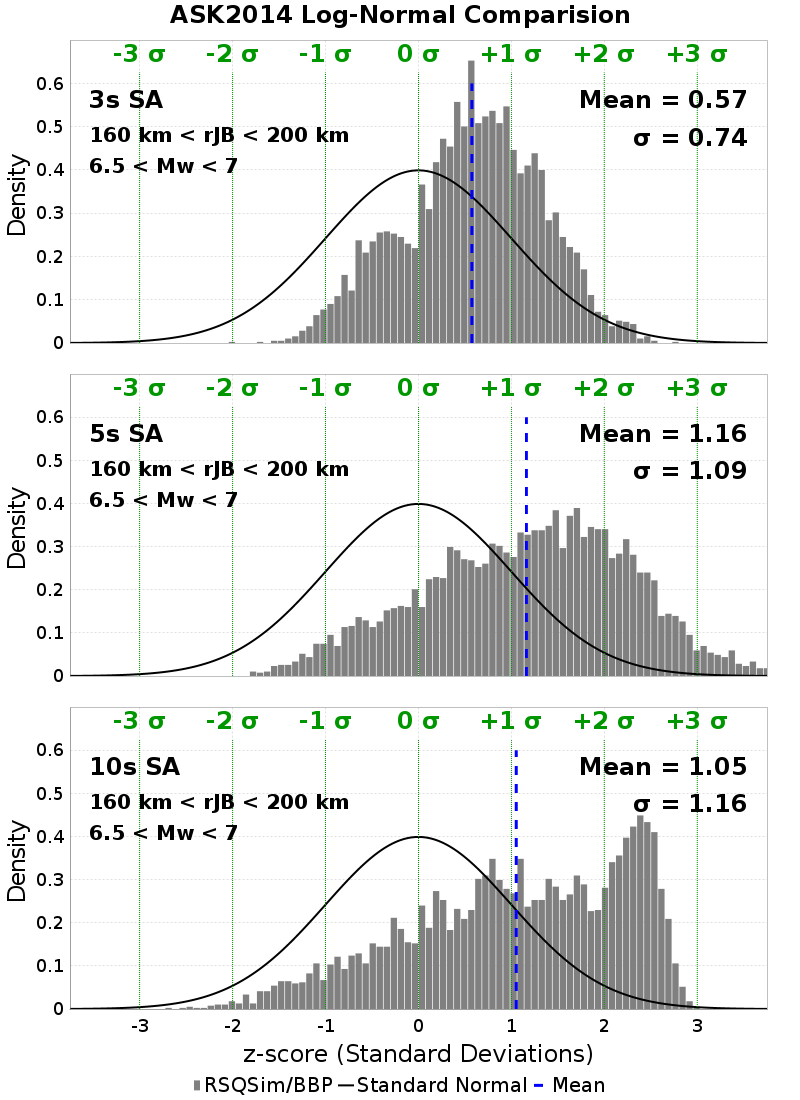 ASK2014 Log-Normal Comparision
-3 σ -2 σ -1 σ 0 σ +1 σ +2 σ +3 σ
3s SA
160 km < rJB < 200 km
6.5 < Mw < 7
Mean = 0.57
σ = 0.74
0.6
0.5
0.4
0.3
0.2
0.1
0
Density
-3 σ -2 σ -1 σ 0 σ +1 σ +2 σ +3 σ
5s SA
160 km < rJB < 200 km
6.5 < Mw < 7
Mean = 1.16
σ = 1.09
0.6
0.5
0.4
0.3
0.2
0.1
0
Density
-3 σ -2 σ -1 σ 0 σ +1 σ +2 σ +3 σ
10s SA
160 km < rJB < 200 km
6.5 < Mw < 7
Mean = 1.05
σ = 1.16
0.6
0.5
0.4
0.3
0.2
0.1
0
Density
-3 -2 -1 0 1 2 3
z-score (Standard Deviations)
RSQSim/BBP Standard Normal Mean